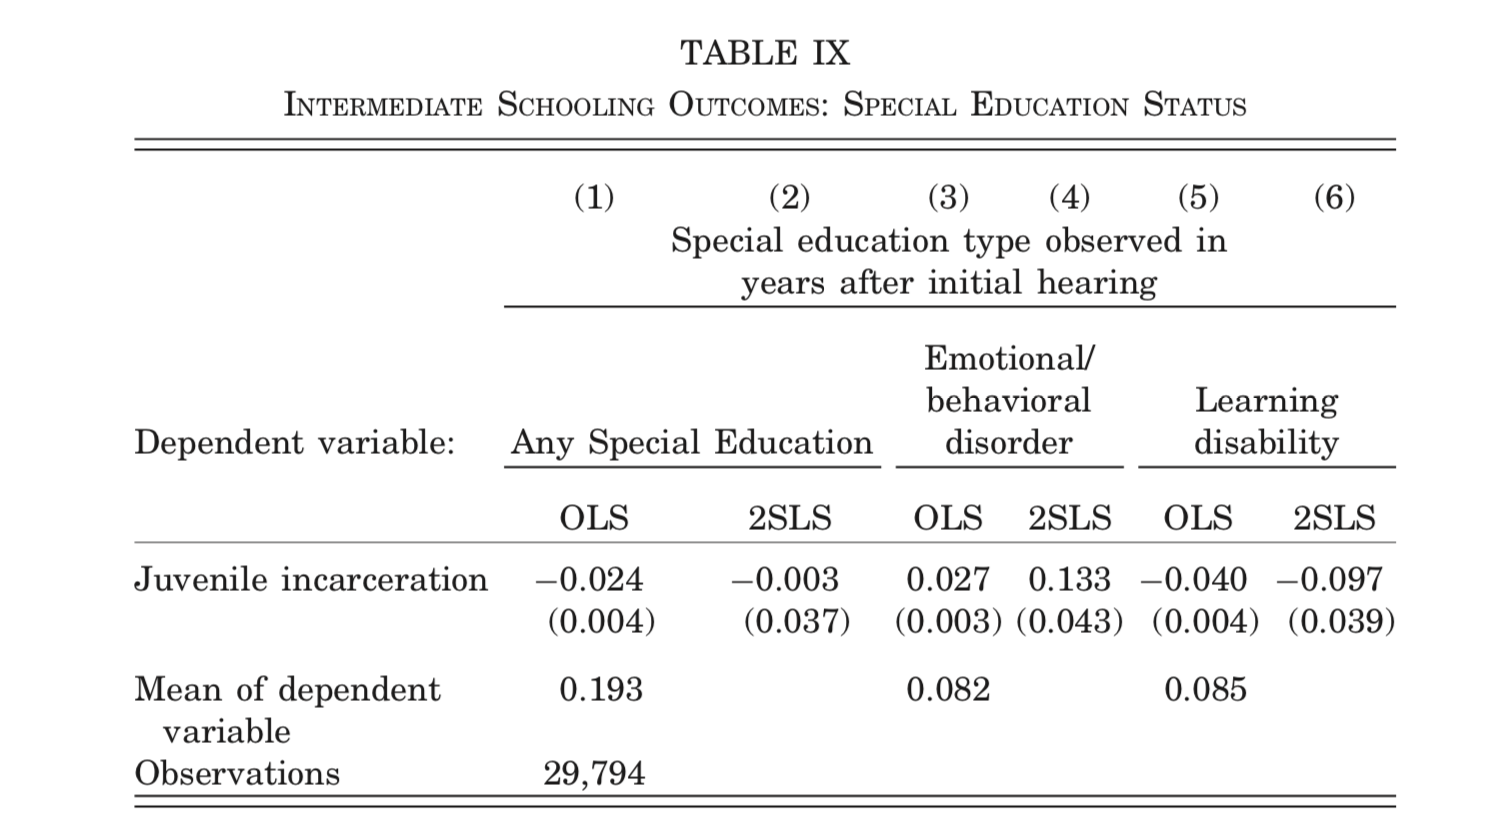 TABLE IX
INTERMEDIATE SCHOOLING OUTCOMES: SPECIAL EDUCATION STATUS
(1) (2) (3) (4) (5) (6)
Special education type observed in
years after initial hearing
Emotional/
behavioral Learning
Dependent variable: Any Special Education disorder disability
OLS 2SLS OLS 2SLS OLS 2SLS
Juvenile incarceration −0.024 −0.003 0.027 0.133 −0.040 −0.097
(0.004) (0.037) (0.003) (0.043) (0.004) (0.039)
Mean of dependent 0.193 0.082 0.085
variable
Observations 29,794